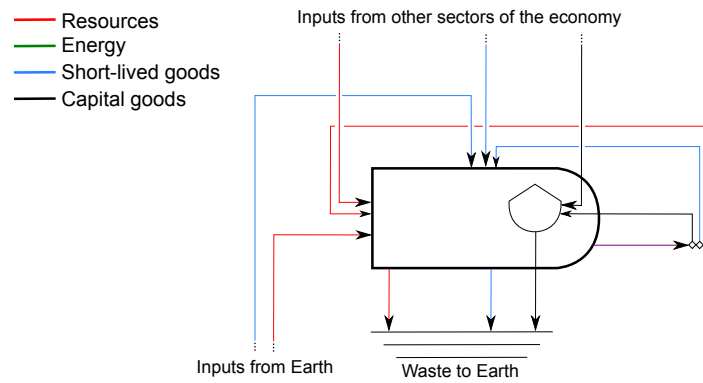 Resources
Energy
Short-lived goods
Capital goods
Inputs from other sectors of the economy
Inputs from Earth
Waste to Earth